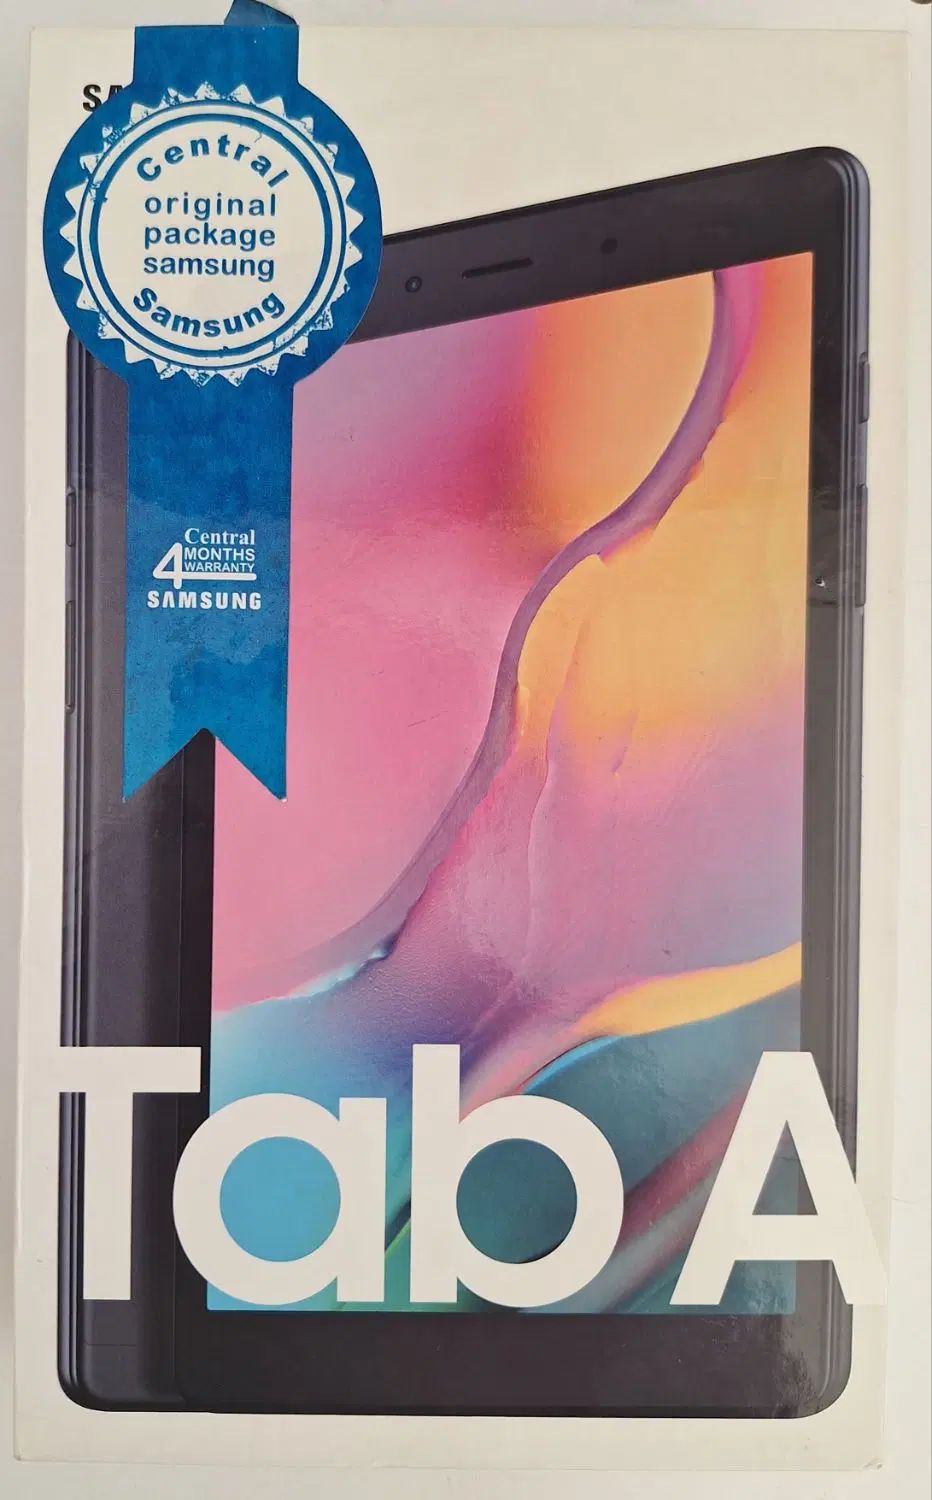 Central
original
package
samsung
Samsung
Central
4 MONTHS
WARRANTY
SAMSUNG
Tab A